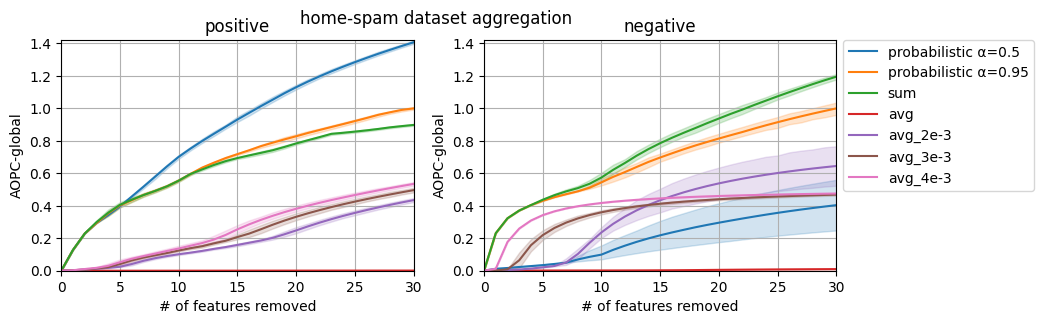 home-spam dataset aggregation
positive
1.4
1.2
1.0
0.8
0.6
0.4
0.2
0.0
AOPC-global
0 5 10 15 20 25 30
# of features removed
negative
1.4
1.2
1.0
0.8
0.6
0.4
0.2
0.0
AOPC-global
0 5 10 15 20 25 30
# of features removed
probabilistic α=0.5
probabilistic α=0.95
sum
avg
avg_2e-3
avg_3e-3
avg_4e-3